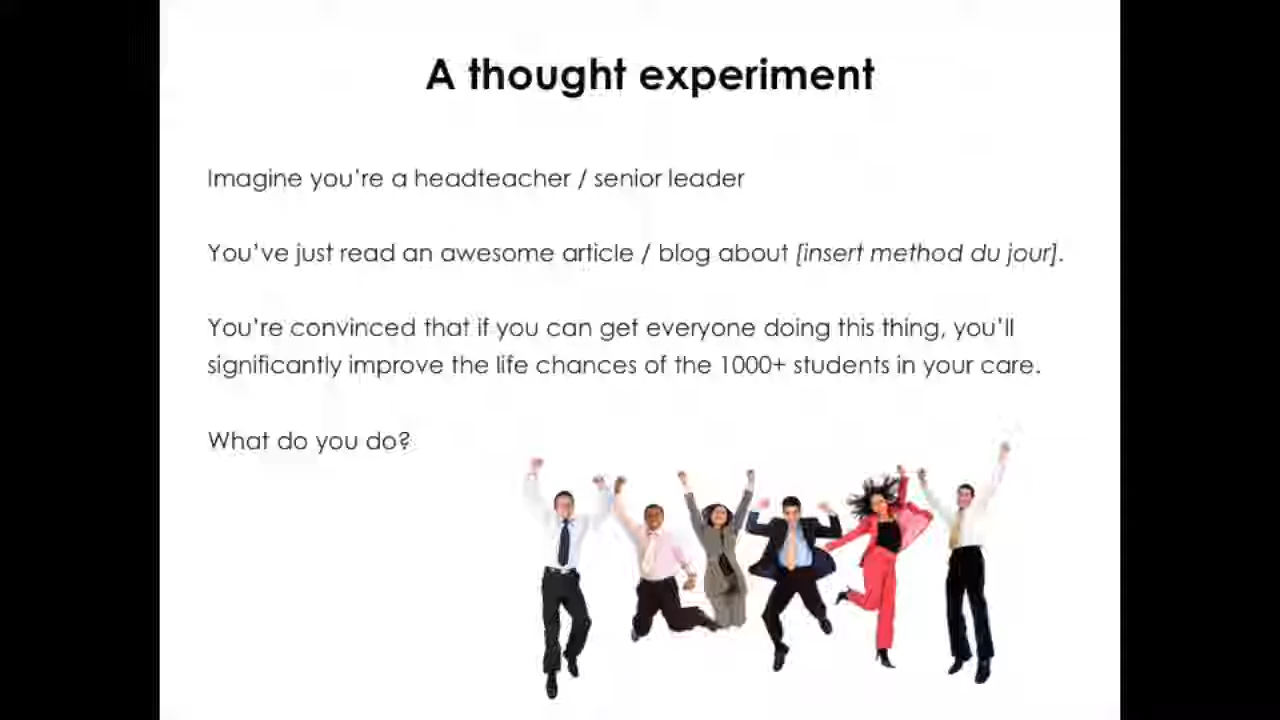 A thought experiment
Imagine you're a headteacher / senior leader
You've just read an awesome article / blog about [insert method du jour].
You're convinced that if you can get everyone doing this thing, you'll
significantly improve the life chances of the 1000+ students in your care.
What do you do?